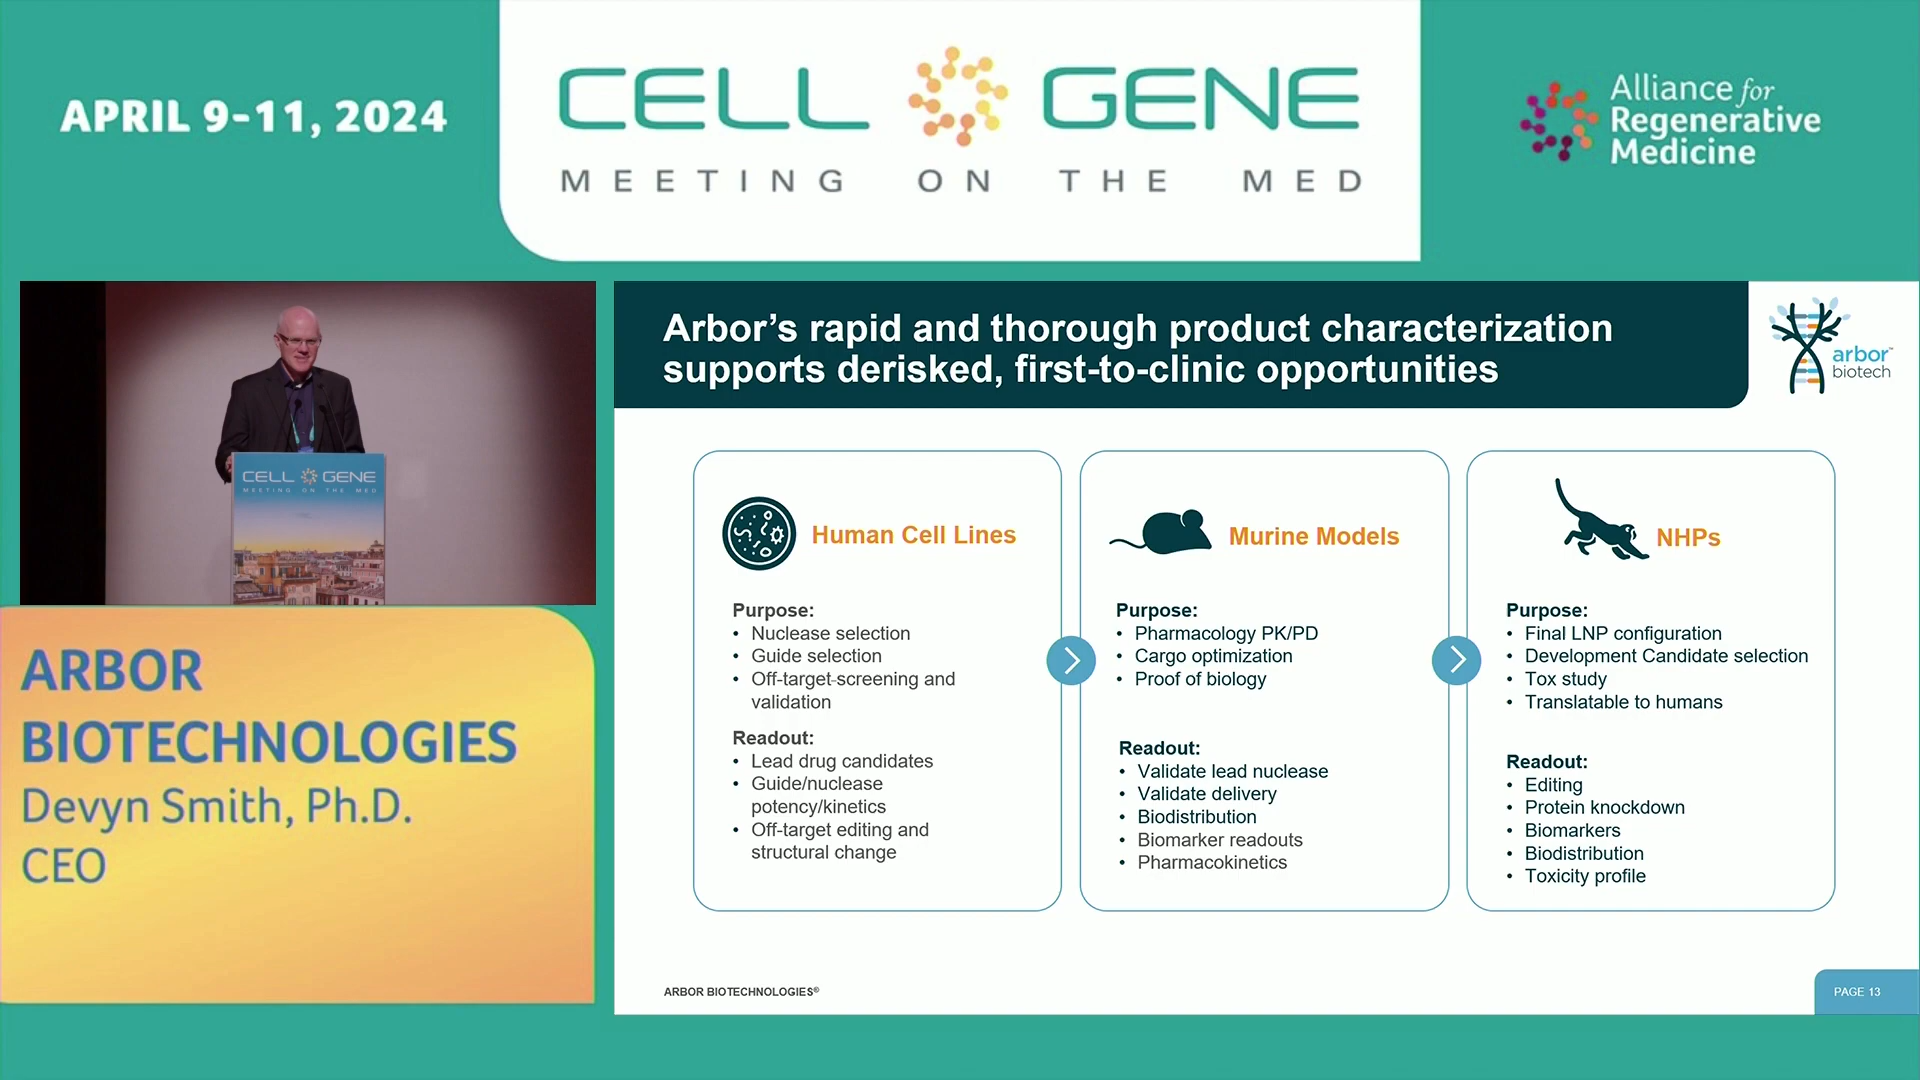 APRIL 9-11, 2024
CELL GENE
MEETING ON THE MED
Alliance for
Regenerative
Medicine
CELL GENE
MEETING ON THE MED
ARBOR
BIOTECHNOLOGIES
Devyn Smith, Ph.D.
CEO
Arbor’s rapid and thorough product characterization
supports derisked, first-to-clinic opportunities
arbor™
biotech
Human Cell Lines
Purpose:
• Nuclease selection
• Guide selection
• Off-target-screening and
validation
Readout:
• Lead drug candidates
• Guide/nuclease
potency/kinetics
• Off-target editing and
structural change
Murine Models
Purpose:
• Pharmacology PK/PD
• Cargo optimization
• Proof of biology
Readout:
• Validate lead nuclease
• Validate delivery
• Biodistribution
• Biomarker readouts
• Pharmacokinetics
NHPs
Purpose:
• Final LNP configuration
• Development Candidate selection
• Tox study
• Translatable to humans
Readout:
• Editing
• Protein knockdown
• Biomarkers
• Biodistribution
• Toxicity profile
ARBOR BIOTECHNOLOGIES®
PAGE 13